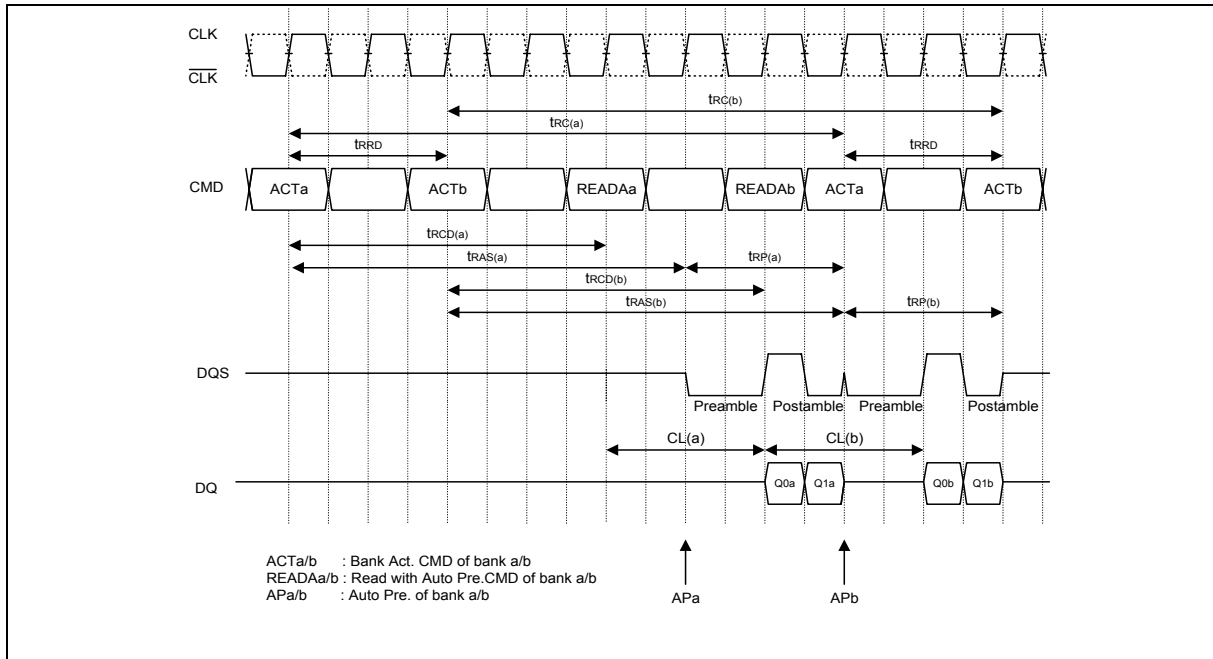 CLK
CLK
tRC(b)
tRC(a)
tRRD tRRD
CMD ACTa ACTb READAa READAb ACTa ACTb
tRCD(a)
tRAS(a) tRP(a)
tRCD(b)
tRAS(b) tRP(b)
DQS
Preamble Postamble Preamble Postamble
CL(a) CL(b)
DQ Q0a Q1a Q0b Q1b
ACTa/b : Bank Act. CMD of bank a/b
READAa/b : Read with Auto Pre.CMD of bank a/b
APa/b : Auto Pre. of bank a/b
APa APb